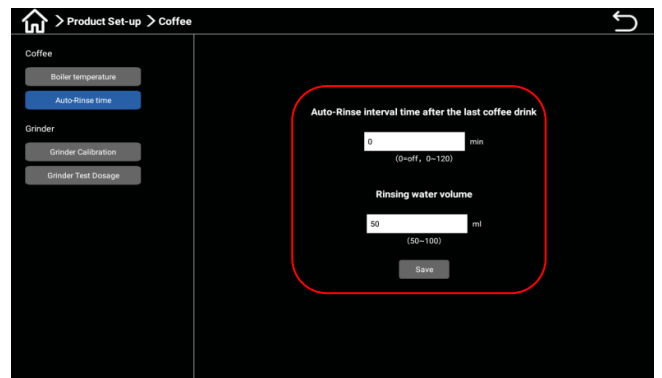 > Product Set-up > Coffee
Coffee
Boiler temperature
Auto-Rinse time
Grinder
Grinder Calibration
Grinder Test Dosage
Auto-Rinse interval time after the last coffee drink
0 min
(0=off, 0~120)
Rinsing water volume
50 ml
(50~100)
Save